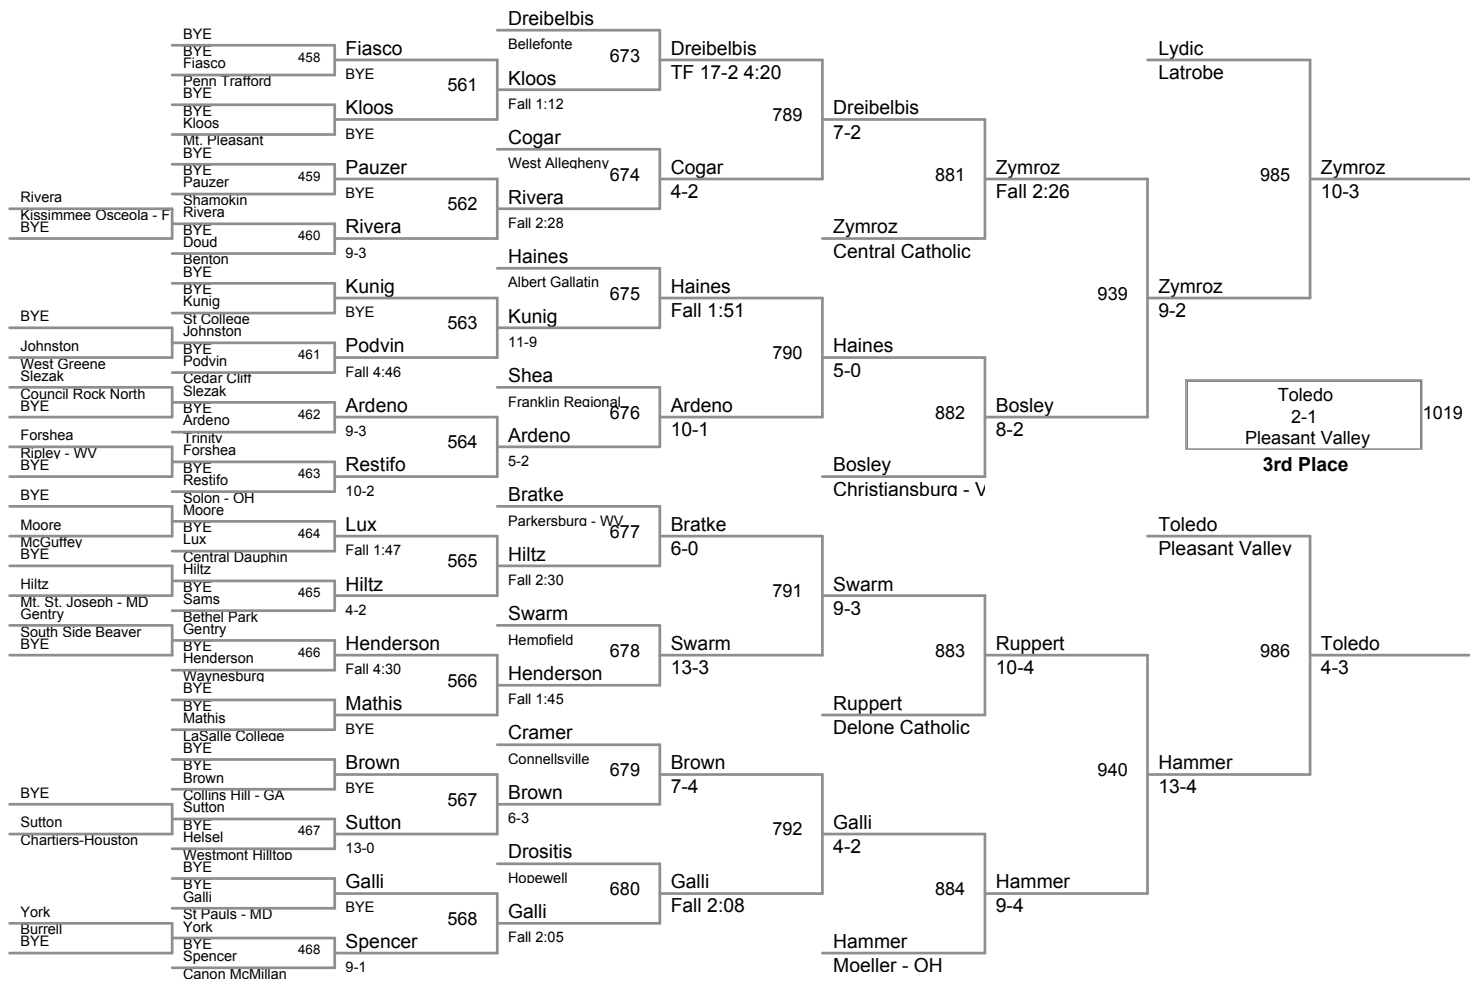 Rivera
Kissimmee Osceola - F
BYE
BYE
Johnston
West Greene
Slezak
Council Rock North
BYE
Forshea
Ripley - WV
BYE
BYE
Moore
McGuffey
BYE
Hiltz
Mt. St. Joseph - MD
Gentry
South Side Beaver
BYE
BYE
Sutton
Chartiers-Houston
York
Burrell
BYE
BYE
BYE
Fiasco
458
Penn Trafford
BYE
BYE
Kloos
Mt. Pleasant
BYE
BYE
Pauzer
459
Shamokin
Rivera
BYE
Doud
460
Benton
BYE
BYE
Kunig
St College
Johnston
BYE
Podvin
461
Cedar Cliff
Slezak
BYE
Ardeno
462
Trinity
Forshea
BYE
Restifo
463
Solon - OH
Moore
BYE
Lux
464
Central Dauphin
Hiltz
BYE
Sams
465
Bethel Park
Gentry
BYE
Henderson
466
Waynesburg
BYE
BYE
Mathis
LaSalle College
BYE
BYE
Brown
Collins Hill - GA
Sutton
BYE
Helsel
467
Westmont Hilltop
BYE
BYE
Galli
St Pauls - MD
York
BYE
Spencer
468
Canon McMillan
Fiasco
BYE
561
Kloos
BYE
Pauzer
BYE
562
Rivera
9-3
Kunig
BYE
563
Podvin
Fall 4:46
Ardeno
9-3
564
Restifo
10-2
Lux
Fall 1:47
565
Hiltz
4-2
Henderson
Fall 4:30
566
Mathis
BYE
Brown
BYE
567
Sutton
13-0
Galli
BYE
568
Spencer
9-1
Dreibelbis
Bellefonte
673
Kloos
Fall 1:12
Cogar
West Allegheny
674
Rivera
Fall 2:28
Haines
Albert Gallatin
675
Kunig
11-9
Shea
Franklin Regional
676
Ardeno
5-2
Bratke
Parkersburg - WV
677
Hiltz
Fall 2:30
Swarm
Hempfield
678
Henderson
Fall 1:45
Cramer
Connellsville
679
Brown
6-3
Drositis
Hopewell
680
Galli
Fall 2:05
Dreibelbis
TF 17-2 4:20
789
Cogar
4-2
Haines
Fall 1:51
790
Ardeno
10-1
Bratke
6-0
791
Swarm
13-3
Brown
7-4
792
Galli
Fall 2:08
Dreibelbis
7-2
881
Zymroz
Central Catholic
Haines
5-0
882
Bosley
Christiansburg - V
Swarm
9-3
883
Ruppert
Delone Catholic
Galli
4-2
884
Hammer
Moeller - OH
Zymroz
Fall 2:26
939
Bosley
8-2
Ruppert
10-4
940
Hammer
9-4
Lydic
Latrobe
985
Zymroz
9-2
Toledo
2-1
Pleasant Valley
1019
3rd Place
Toledo
Pleasant Valley
986
Hammer
13-4
Zymroz
10-3
Toledo
4-3